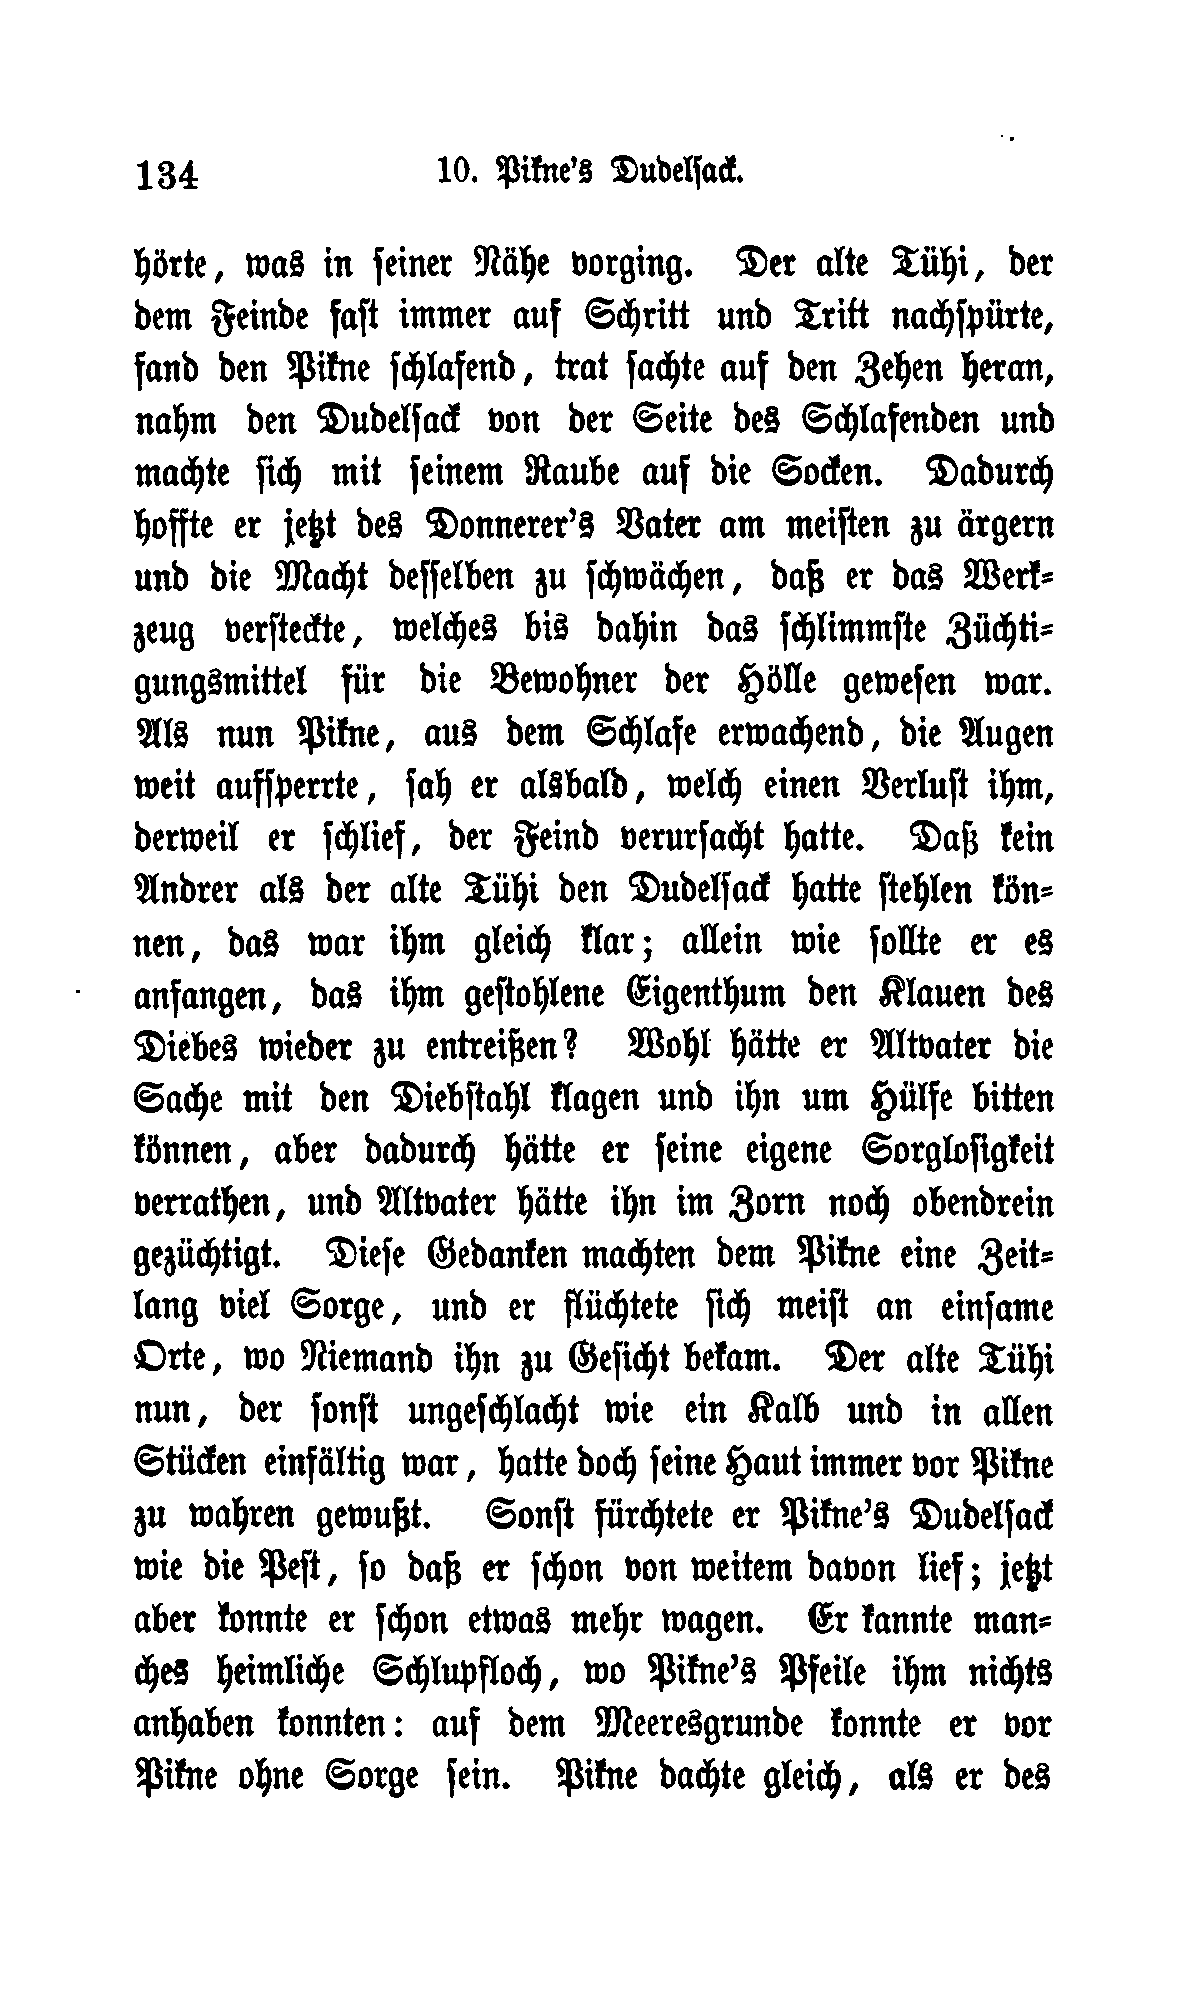 134 10. Pikne's Dudelsack.
hörte, was in seiner Nähe vorging. Der alte Tühi, der
dem Feinde fast immer auf Schritt und Tritt nachspürte,
fand den Pikne schlafend, trat sachte auf den Zehen heran,
nahm den Dudelsack von der Seite des Schlafenden und
machte sich mit seinem Raube auf die Socken. Dadurch
hoffte er jetzt des Donnerer's Vater am meisten zu ärgern
und die Macht desselben zu schwächen, daß er das Werk=
zeug versteckte, welches bis dahin das schlimmste Züchti=
gungsmittel für die Bewohner der Hölle gewesen war.
Als nun Pikne, aus dem Schlafe erwachend, die Augen
weit aufsperrte, sah er alsbald, welch einen Verlust ihm,
derweil er schlief, der Feind verursacht hatte. Daß kein
Andrer als der alte Tühi den Dudelsack hatte stehlen kön=
nen, das war ihm gleich klar; allein wie sollte er es
anfangen, das ihm gestohlene Eigenthum den Klauen des
Diebes wieder zu entreißen? Wohl hätte er Altvater die
Sache mit den Diebstahl klagen und ihn um Hülfe bitten
können, aber dadurch hätte er seine eigene Sorglosigkeit
verrathen, und Altvater hätte ihn im Zorn noch obendrein
gezüchtigt. Diese Gedanken machten dem Pikne eine Zeit=
lang viel Sorge, und er flüchtete sich meist an einsame
Orte, wo Niemand ihn zu Gesicht bekam. Der alte Tühi
nun, der sonst ungeschlacht wie ein Kalb und in allen
Stücken einfältig war, hatte doch seine Haut immer vor Pikne
zu wahren gewußt. Sonst fürchtete er Pikne's Dudelsack
wie die Pest, so daß er schon von weitem davon lief; jetzt
aber konnte er schon etwas mehr wagen. Er kannte man=
ches heimliche Schlupfloch, wo Pikne's Pfeile ihm nichts
anhaben konnten: auf dem Meeresgrunde konnte er vor
Pikne ohne Sorge sein. Pikne dachte gleich, als er des